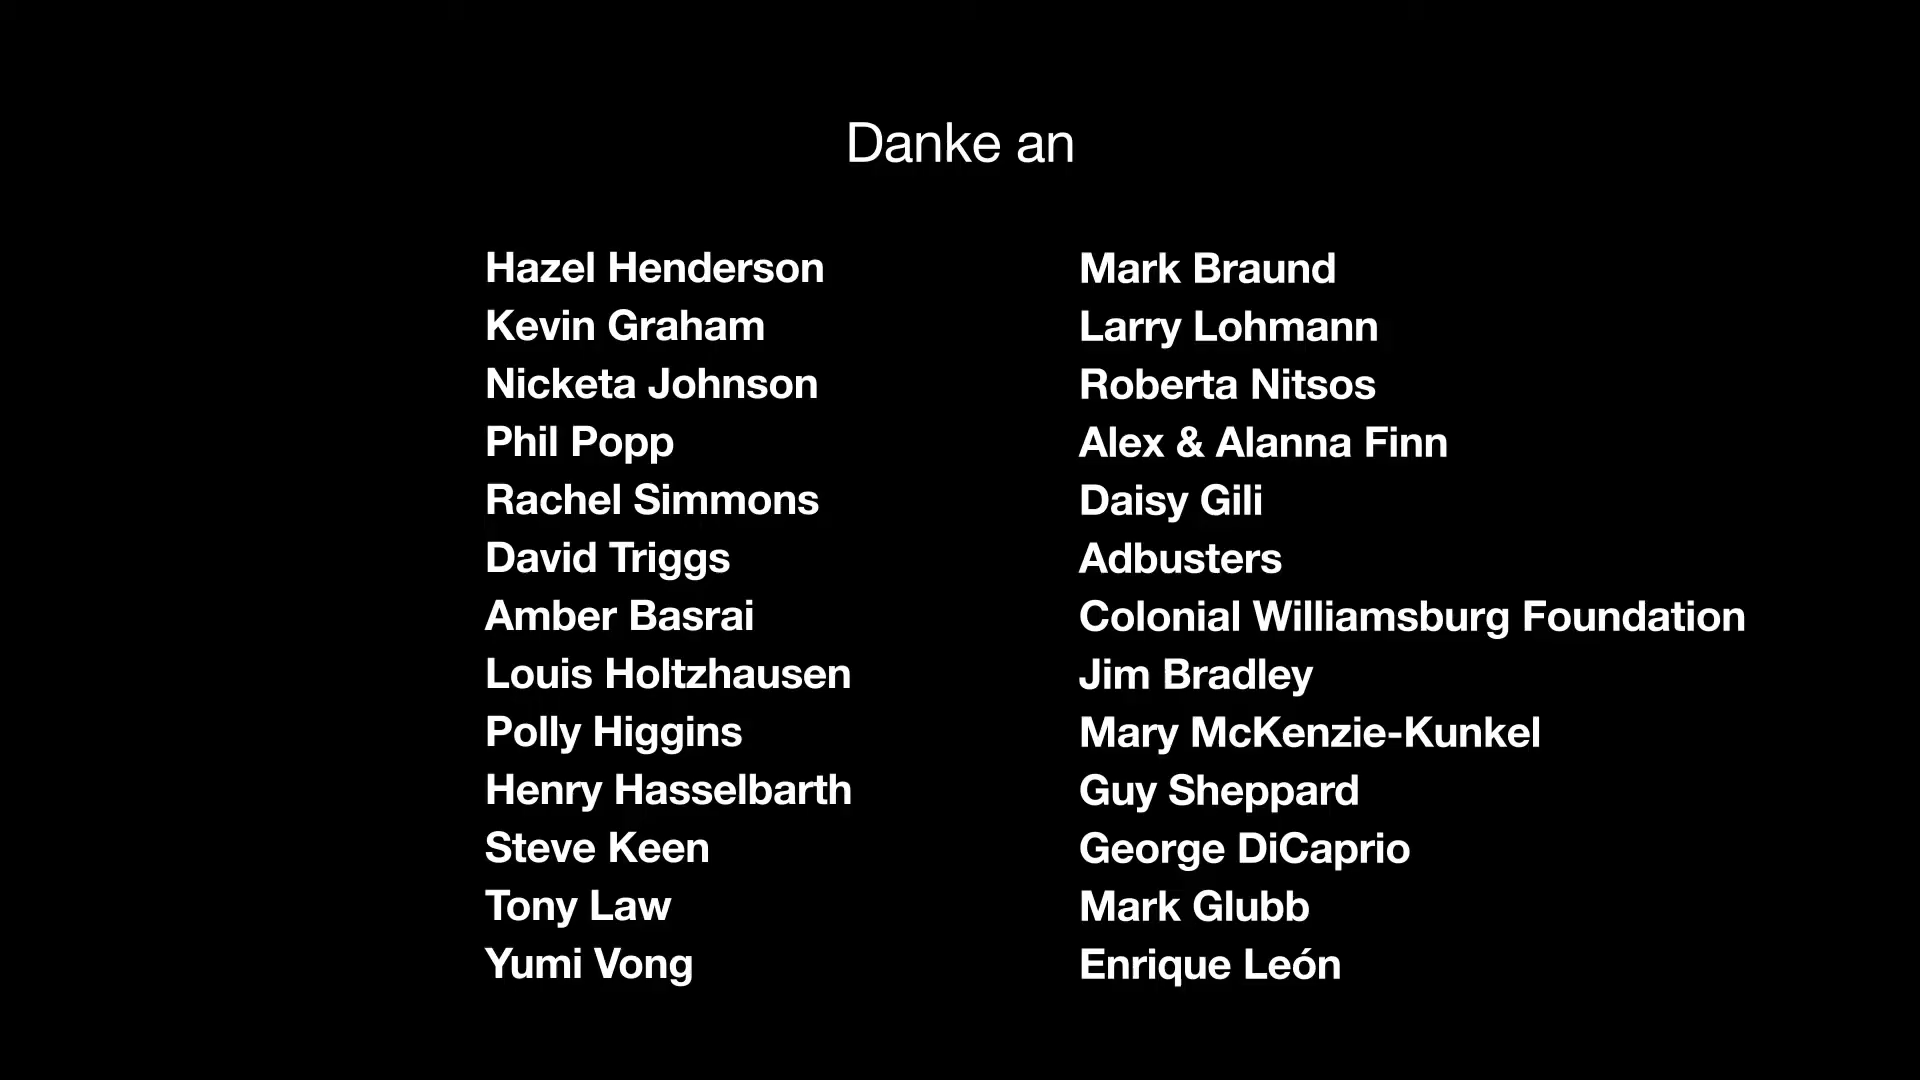 Danke an
Hazel Henderson
Kevin Graham
Nicketa Johnson
Phil Popp
Rachel Simmons
David Triggs
Amber Basrai
Louis Holtzhausen
Polly Higgins
Henry Hasselbarth
Steve Keen
Tony Law
Yumi Vong
Mark Braund
Larry Lohmann
Roberta Nitsos
Alex & Alanna Finn
Daisy Gili
Adbusters
Colonial Williamsburg Foundation
Jim Bradley
Mary McKenzie-Kunkel
Guy Sheppard
George DiCaprio
Mark Glubb
Enrique León